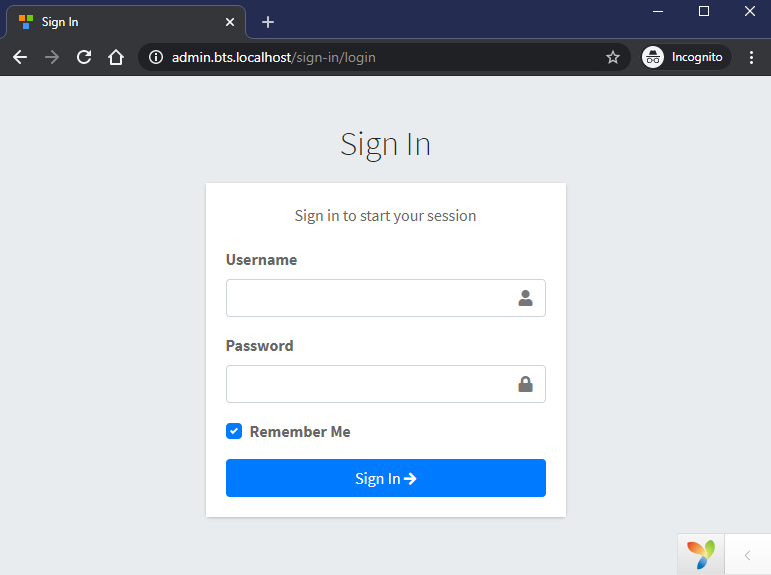 Sign In
admin.bts.localhost/sign-in/login
Incognito
Sign In
Sign in to start your session
Username
Password
Remember Me
Sign In